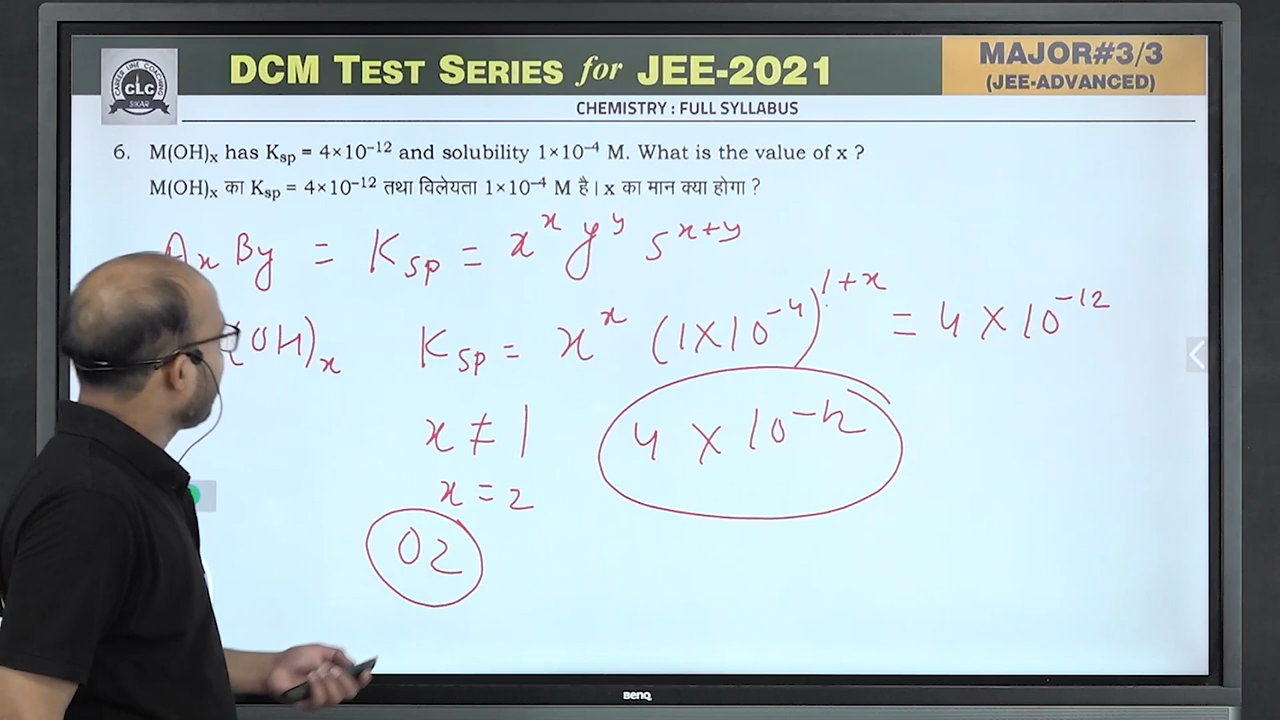 DCM TEST SERIES for JEE-2021
MAJOR#3/3
(JEE-ADVANCED)
CAREER LINE COACHING
CLC
SIKAR
CHEMISTRY : FULL SYLLABUS
6. M(OH)ₓ has Kₛₚ = 4×10⁻¹² and solubility 1×10⁻⁴ M. What is the value of x ?
M(OH)ₓ का Kₛₚ = 4×10⁻¹² तथा विलेयता 1×10⁻⁴ M है। x का मान क्या होगा ?
AₓBy = Ksp = x^x y^y s^x+y
(OH)ₓ Ksp = x^x (1×10⁻⁴)^1+x = 4×10⁻¹²
x ≠ 1
4 × 10⁻¹²
x = 2
02
BenQ